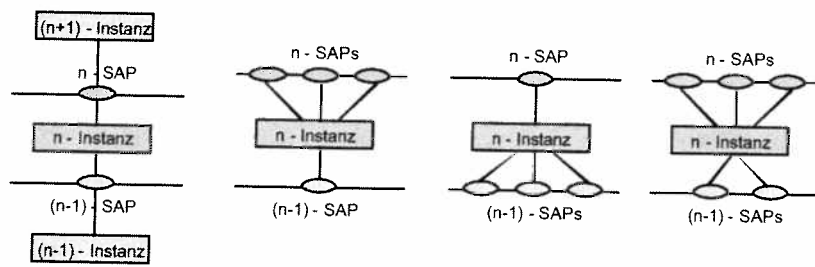 (n+1) - Instanz
n - SAP
n - Instanz
(n-1) - SAP
(n-1) - Instanz
n - SAPs
n - Instanz
(n-1) - SAP
n - SAP
n - Instanz
(n-1) - SAPs
n - SAPs
n - Instanz
(n-1) - SAPs